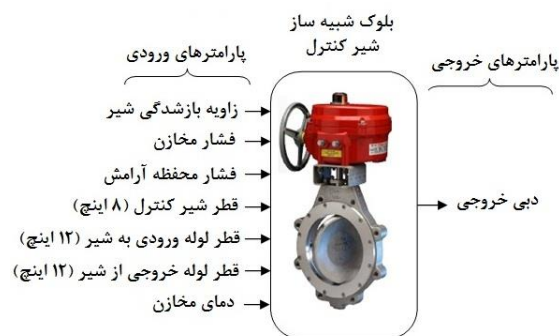 بلوک شبیه ساز
شیر کنترل
پارامترهای ورودی
پارامترهای خروجی
زاویه بازشدگی شیر
فشار مخازن
فشار محفظه آرامش
قطر شیر کنترل (۸ اینچ)
قطر لوله ورودی به شیر (۱۲ اینچ)
قطر لوله خروجی از شیر (۱۲ اینچ)
دمای مخازن
دبی خروجی